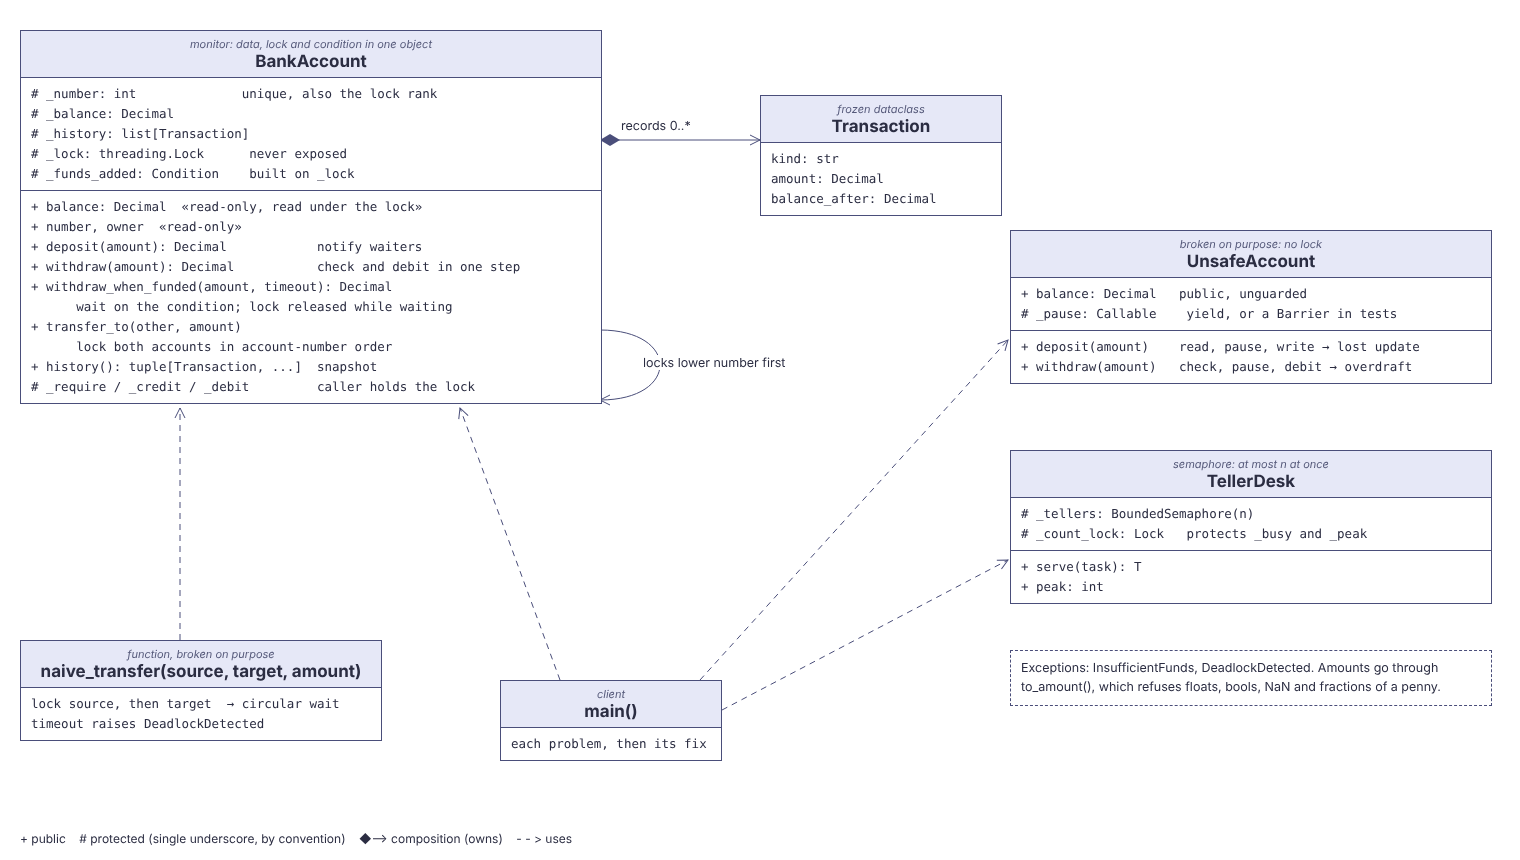 monitor: data, lock and condition in one object
BankAccount
# _number: int              unique, also the lock rank
# _balance: Decimal
# _history: list[Transaction]
# _lock: threading.Lock      never exposed
# _funds_added: Condition    built on _lock
+ balance: Decimal  «read-only, read under the lock»
+ number, owner  «read-only»
+ deposit(amount): Decimal            notify waiters
+ withdraw(amount): Decimal           check and debit in one step
+ withdraw_when_funded(amount, timeout): Decimal
wait on the condition; lock released while waiting
+ transfer_to(other, amount)
lock both accounts in account-number order
+ history(): tuple[Transaction, ...]  snapshot
# _require / _credit / _debit         caller holds the lock
records 0..*
frozen dataclass
Transaction
kind: str
amount: Decimal
balance_after: Decimal
locks lower number first
broken on purpose: no lock
UnsafeAccount
+ balance: Decimal   public, unguarded
# _pause: Callable    yield, or a Barrier in tests
+ deposit(amount)    read, pause, write → lost update
+ withdraw(amount)   check, pause, debit → overdraft
semaphore: at most n at once
TellerDesk
# _tellers: BoundedSemaphore(n)
# _count_lock: Lock   protects _busy and _peak
+ serve(task): T
+ peak: int
function, broken on purpose
naive_transfer(source, target, amount)
lock source, then target  → circular wait
timeout raises DeadlockDetected
client
main()
each problem, then its fix
Exceptions: InsufficientFunds, DeadlockDetected. Amounts go through
to_amount(), which refuses floats, bools, NaN and fractions of a penny.
+ public    # protected (single underscore, by convention)    ◆→ composition (owns)    - - > uses